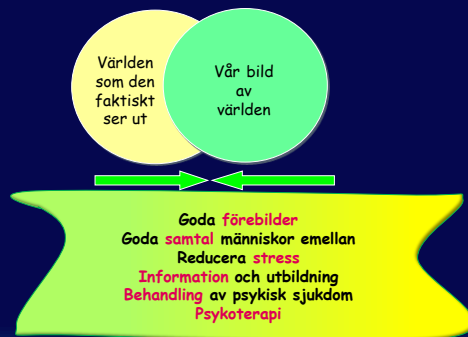 Världen
som den
faktiskt
ser ut
Vår bild
av
världen
Goda förebilder
Goda samtal människor emellan
Reducera stress
Information och utbildning
Behandling av psykisk sjukdom
Psykoterapi